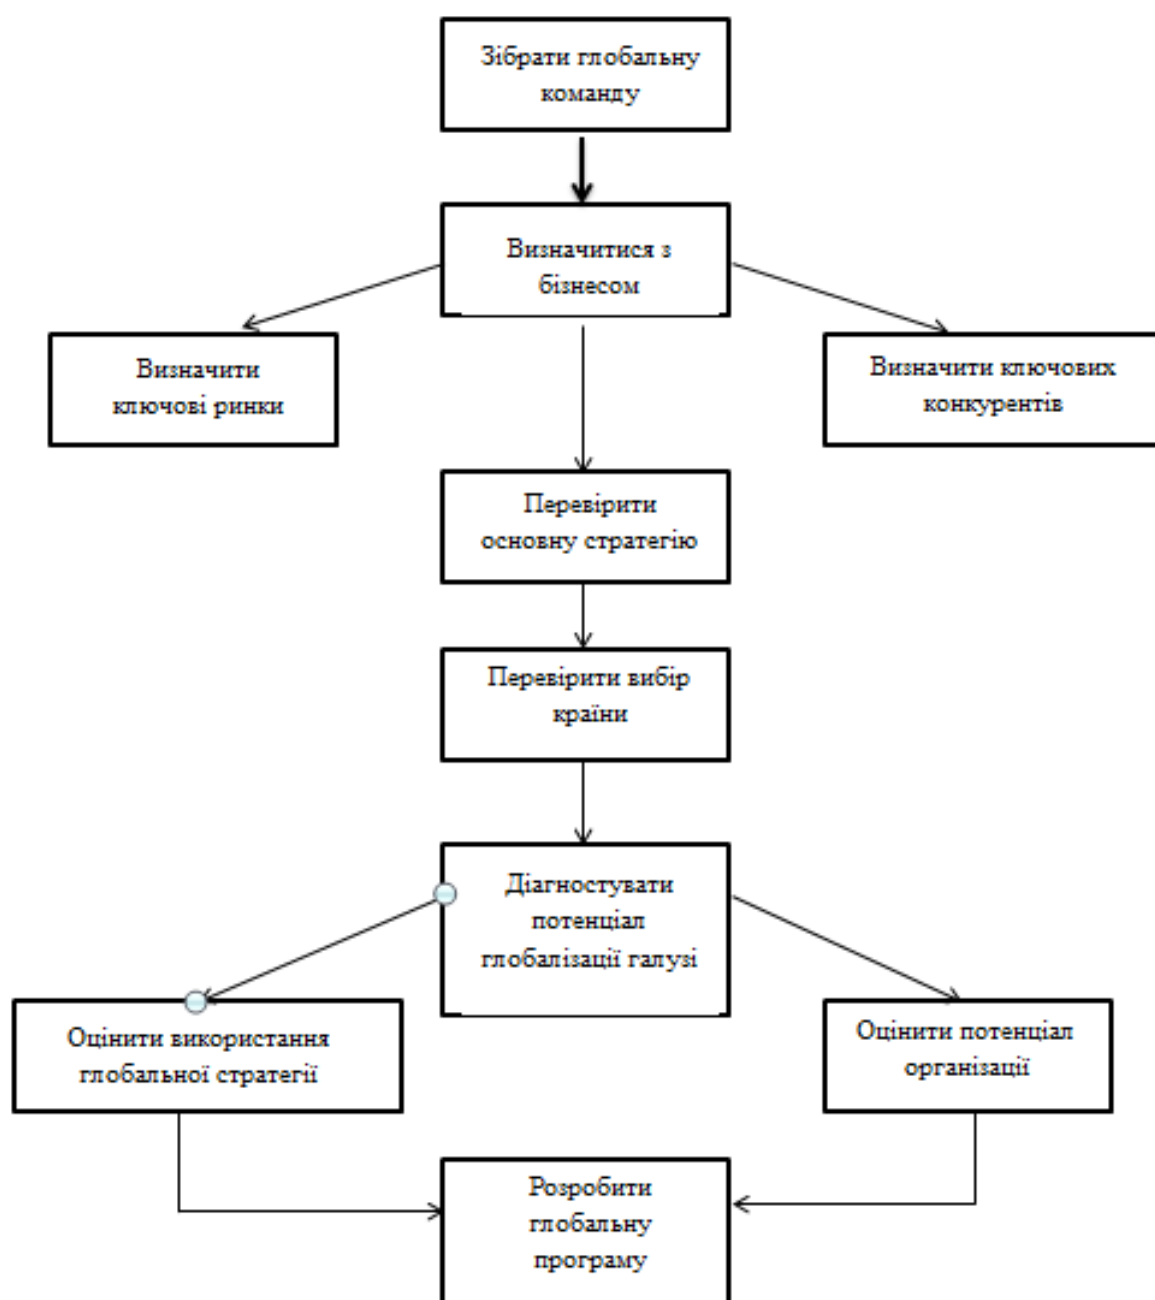 Зібрати глобальну
команду
Визначитися з
бізнесом
Визначити
ключові ринки
Визначити ключових
конкурентів
Перевірити
основну стратегію
Перевірити вибір
країни
Діагностувати
потенціал
глобалізації галузі
Оцінити використання
глобальної стратегії
Оцінити потенціал
організації
Розробити
глобальну
програму